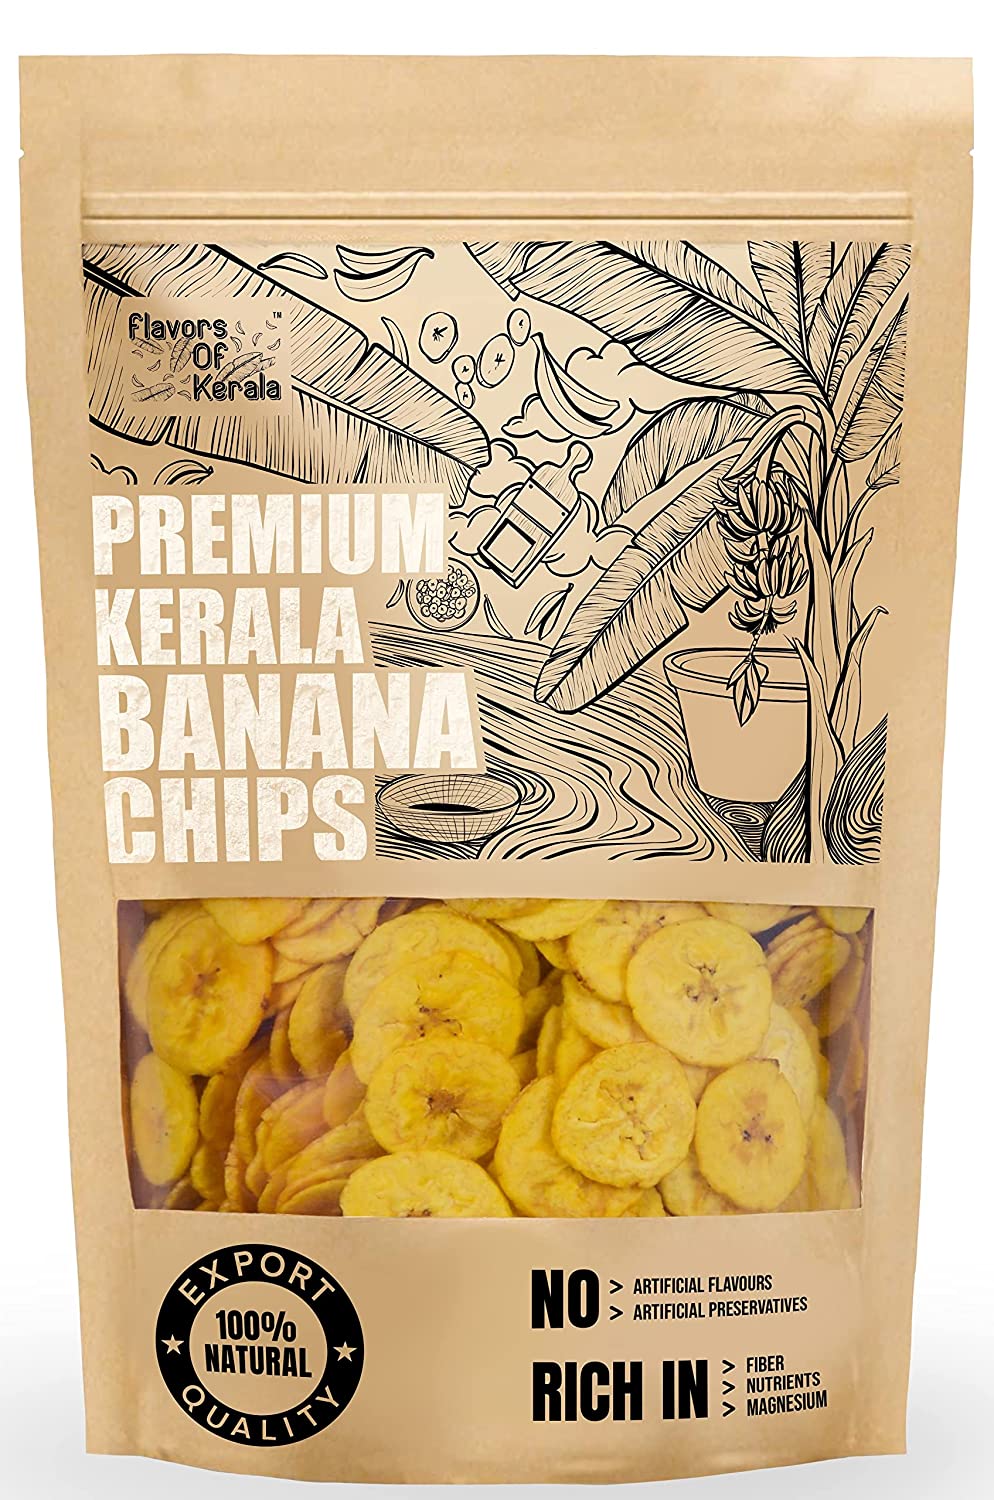 flavors
Of
Kerala
TM
PREMIUM
KERALA
BANANA
CHIPS
EXPORT
100%
NATURAL
QUALITY
NO > ARTIFICIAL FLAVOURS
> ARTIFICIAL PRESERVATIVES
RICH IN > FIBER
> NUTRIENTS
> MAGNESIUM